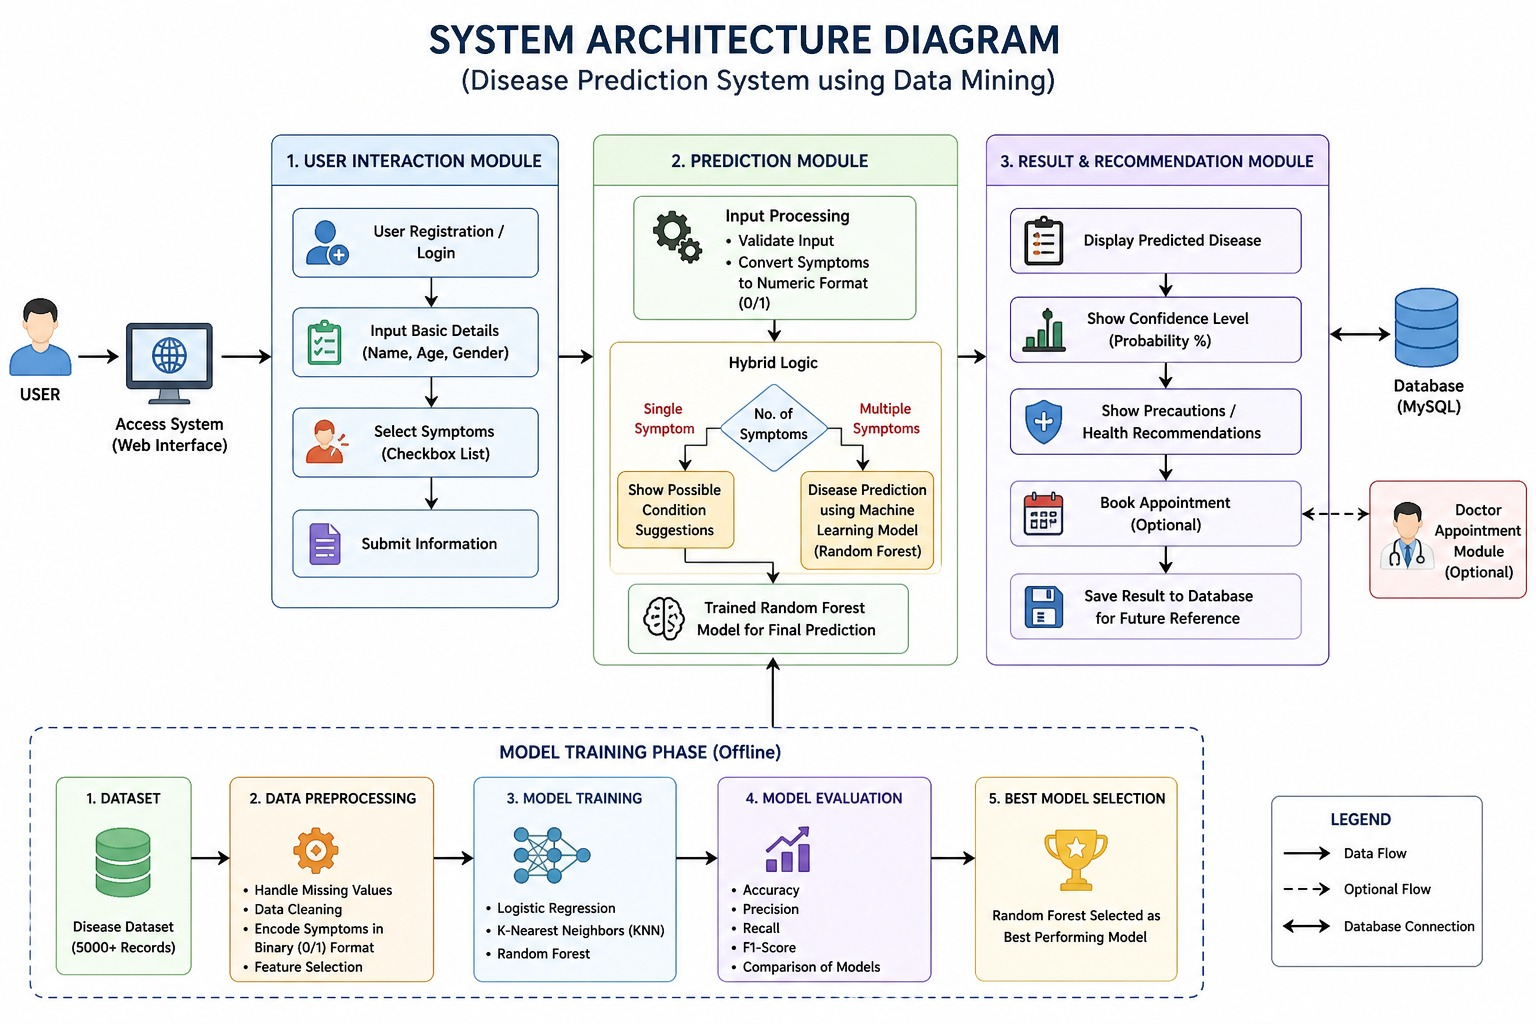 SYSTEM ARCHITECTURE DIAGRAM
(Disease Prediction System using Data Mining)
USER
Access System
(Web Interface)
1. USER INTERACTION MODULE
User Registration /
Login
Input Basic Details
(Name, Age, Gender)
Select Symptoms
(Checkbox List)
Submit Information
2. PREDICTION MODULE
Input Processing
• Validate Input
• Convert Symptoms
to Numeric Format
(0/1)
Hybrid Logic
Single
Symptom
No. of
Symptoms
Multiple
Symptoms
Show Possible
Condition
Suggestions
Disease Prediction
using Machine
Learning Model
(Random Forest)
Trained Random Forest
Model for Final Prediction
3. RESULT & RECOMMENDATION MODULE
Display Predicted Disease
Show Confidence Level
(Probability %)
Show Precautions /
Health Recommendations
Book Appointment
(Optional)
Save Result to Database
for Future Reference
Database
(MySQL)
Doctor
Appointment
Module
(Optional)
MODEL TRAINING PHASE (Offline)
1. DATASET
Disease Dataset
(5000+ Records)
2. DATA PREPROCESSING
• Handle Missing Values
• Data Cleaning
• Encode Symptoms in
Binary (0/1) Format
• Feature Selection
3. MODEL TRAINING
• Logistic Regression
• K-Nearest Neighbors (KNN)
• Random Forest
4. MODEL EVALUATION
• Accuracy
• Precision
• Recall
• F1-Score
• Comparison of Models
5. BEST MODEL SELECTION
Random Forest Selected as
Best Performing Model
LEGEND
Data Flow
Optional Flow
Database Connection